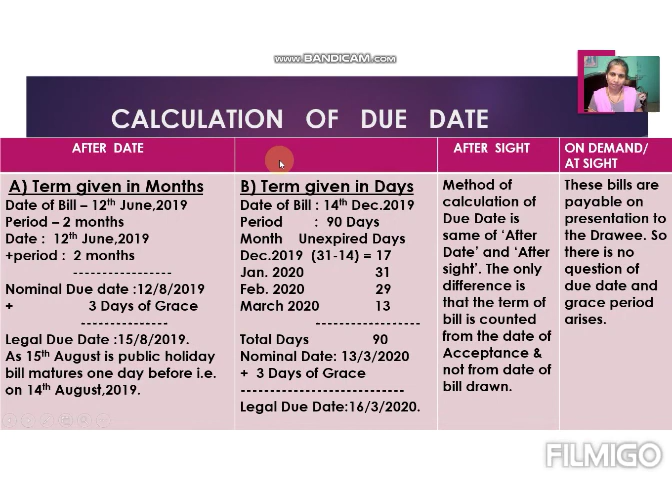 www.BANDICAM.com
CALCULATION OF DUE DATE
AFTER DATE
A) Term given in Months
Date of Bill – 12th June,2019
Period – 2 months
Date : 12th June,2019
+period : 2 months
-----------------
Nominal Due date :12/8/2019
+ 3 Days of Grace
---------------
Legal Due Date :15/8/2019.
As 15th August is public holiday
bill matures one day before i.e.
on 14th August,2019.
B) Term given in Days
Date of Bill : 14th Dec.2019
Period : 90 Days
Month Unexpired Days
Dec.2019 (31-14) = 17
Jan. 2020 31
Feb. 2020 29
March 2020 13
------------------
Total Days 90
Nominal Date: 13/3/2020
+ 3 Days of Grace
----------------------------
Legal Due Date:16/3/2020.
AFTER SIGHT
Method of
calculation of
Due Date is
same of ‘After
Date’ and ‘After
sight’. The only
difference is
that the term of
bill is counted
from the date of
Acceptance &
not from date of
bill drawn.
ON DEMAND/
AT SIGHT
These bills are
payable on
presentation to
the Drawee. So
there is no
question of
due date and
grace period
arises.
FILMIGO